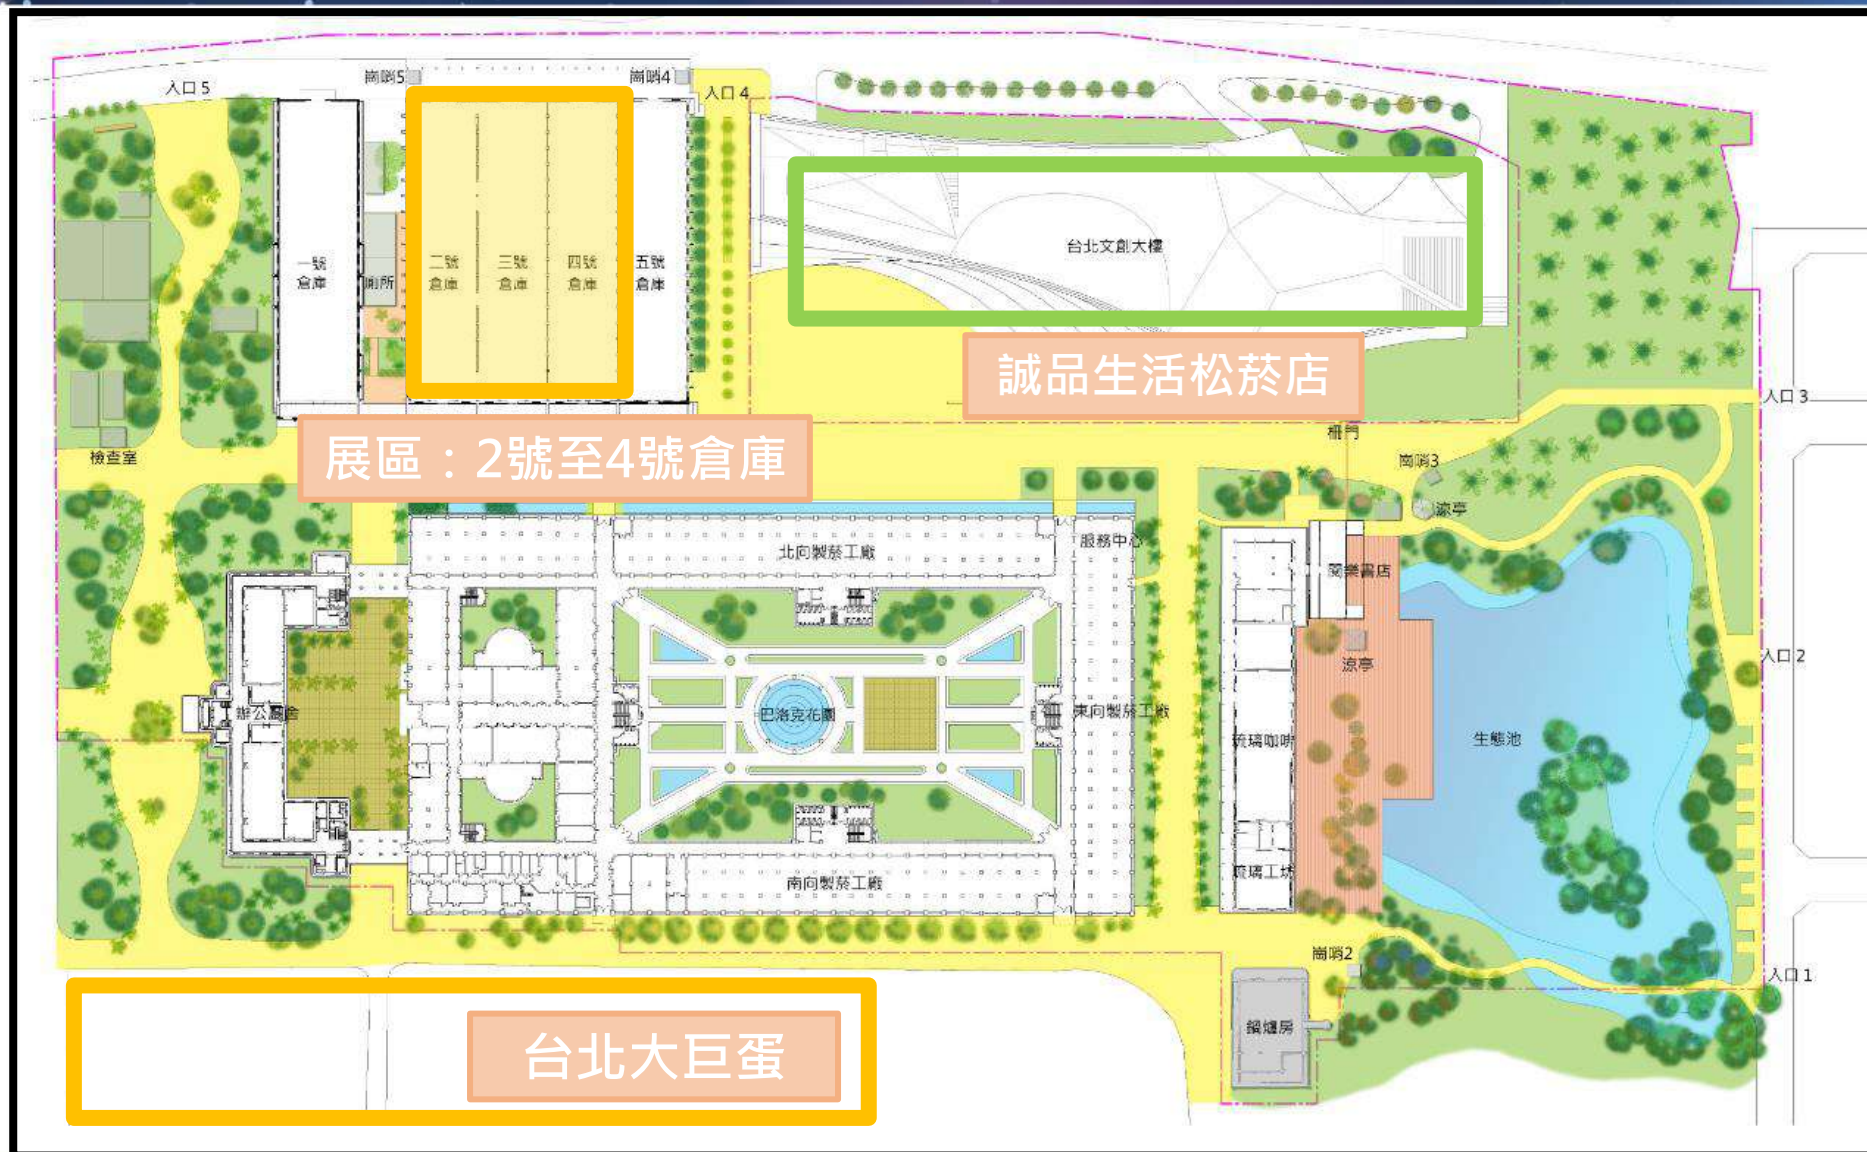 入口 5
崗哨5
崗哨4
入口 4
一號
倉庫
廁所
二號
倉庫
三號
倉庫
四號
倉庫
五號
倉庫
台北文創大樓
誠品生活松菸店
入口 3
展區：2號至4號倉庫
檢查室
柵門
崗哨3
涼亭
北向製菸工廠
服務中心
閱樂書店
涼亭
入口 2
辦公廳舍
巴洛克花園
東向製菸工廠
琉璃咖啡
生態池
琉璃工坊
南向製菸工廠
崗哨2
入口 1
鍋爐房
台北大巨蛋